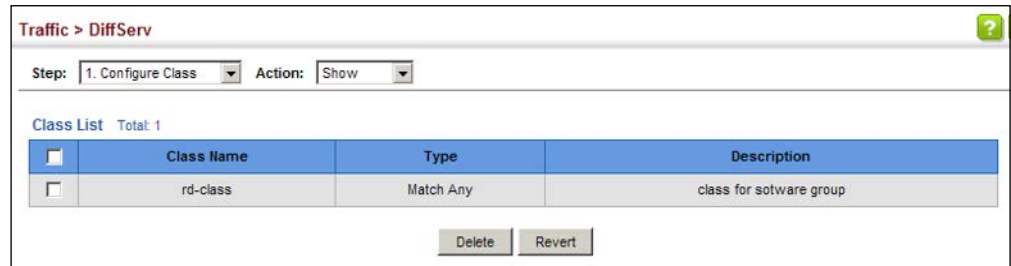 Traffic > DiffServ
?
Step: 1. Configure Class Action: Show
Class List Total: 1
Class Name Type Description
rd-class Match Any class for sotware group
Delete Revert